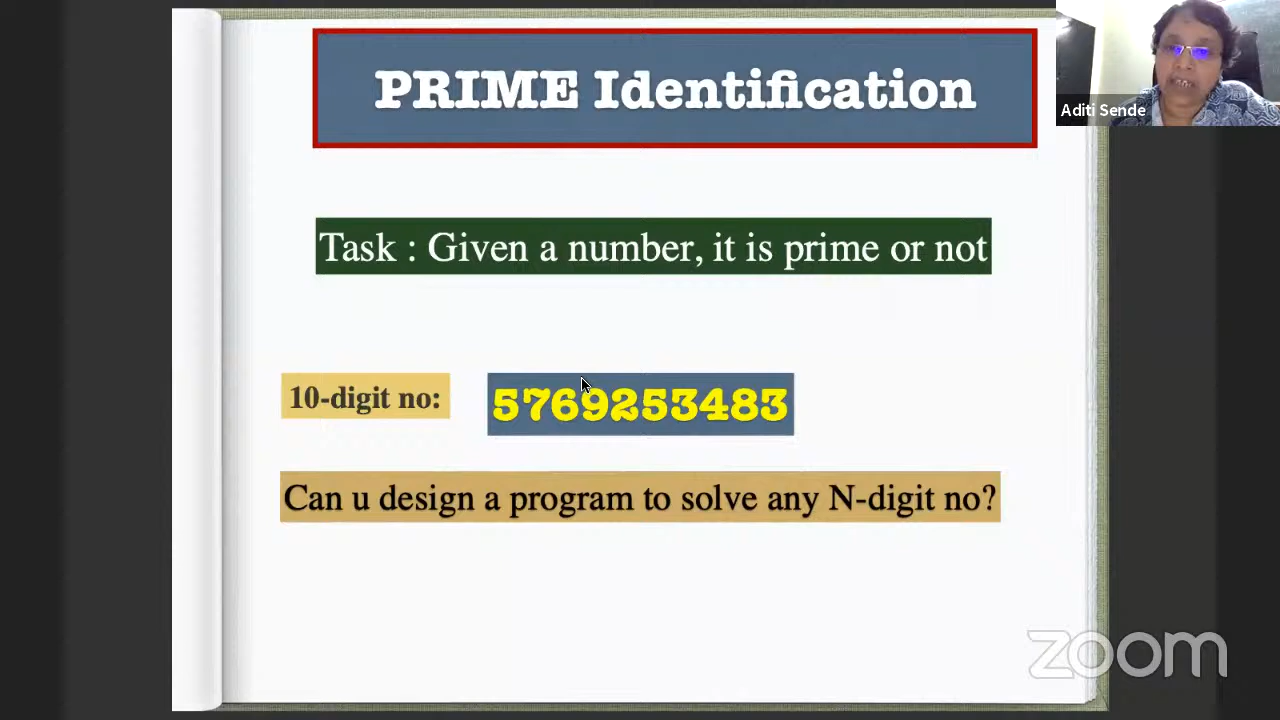 PRIME Identification
Aditi Sende
Task : Given a number, it is prime or not
10-digit no: 5769253483
Can u design a program to solve any N-digit no?
zoom